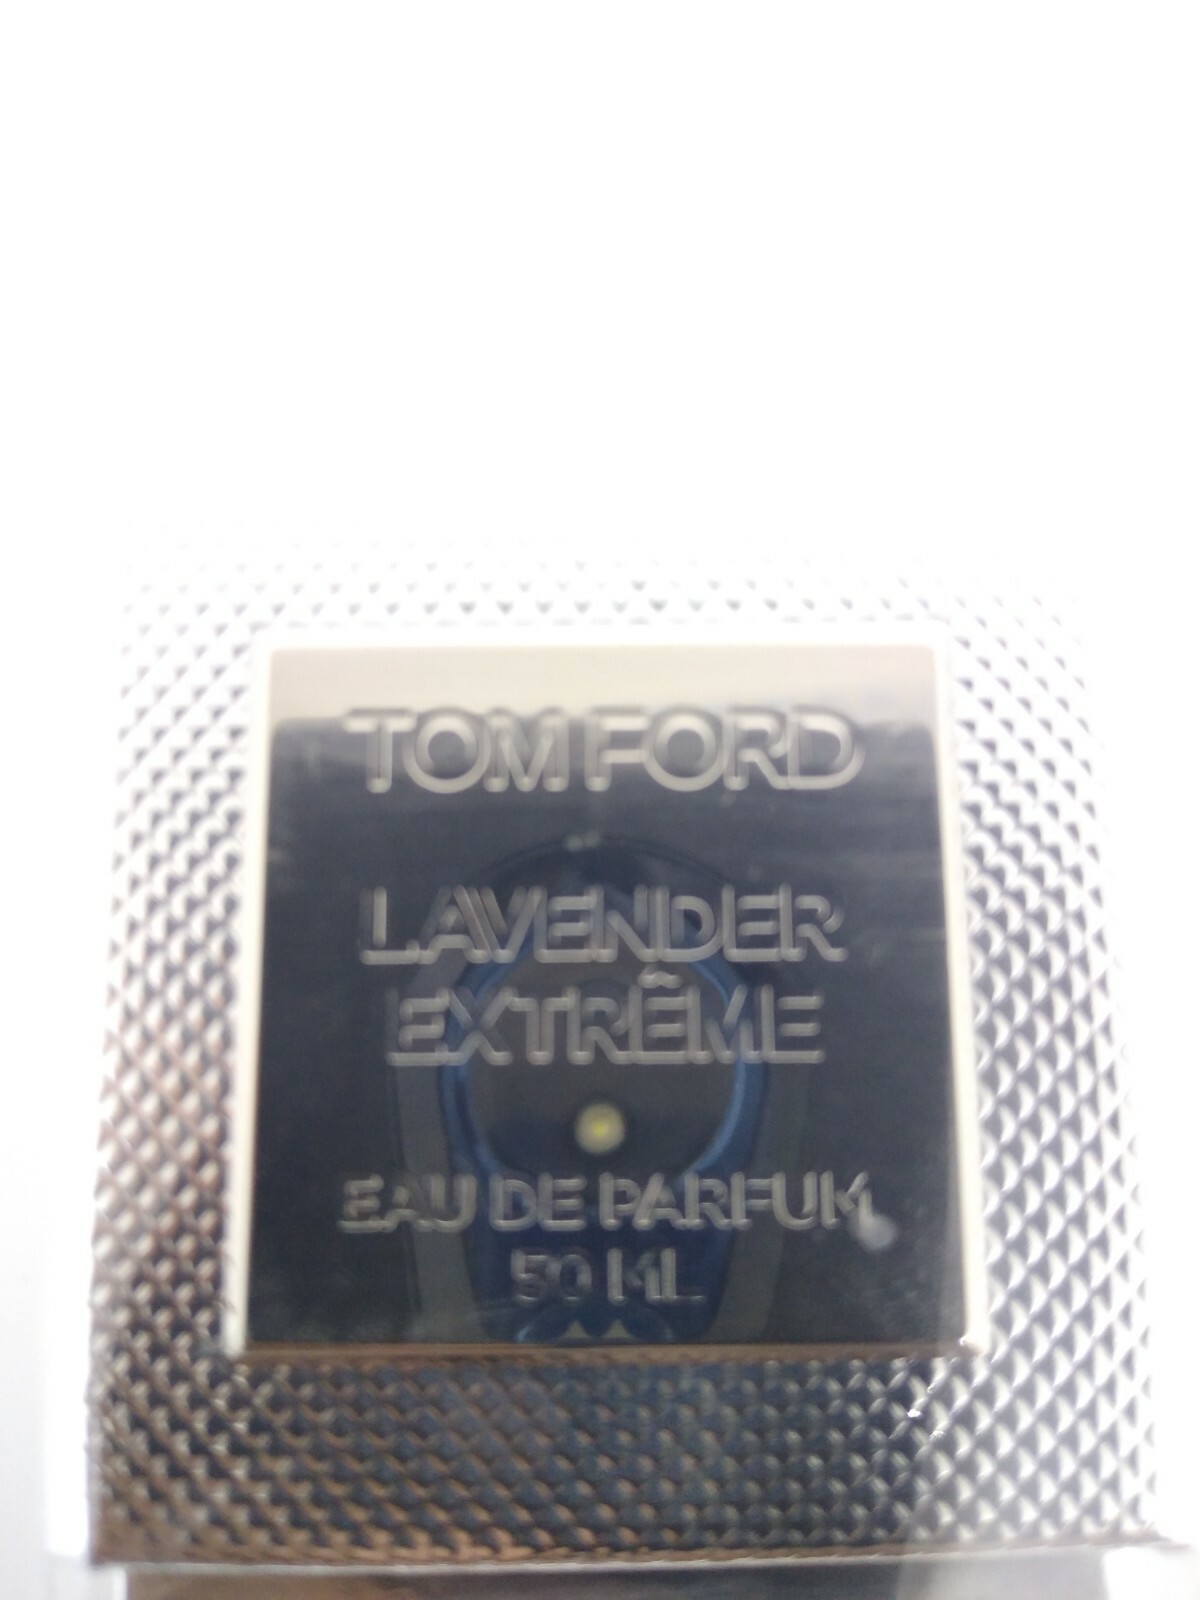 TOM FORD
LAVENDER
EXTRÊME
EAU DE PARFUM
50 ML